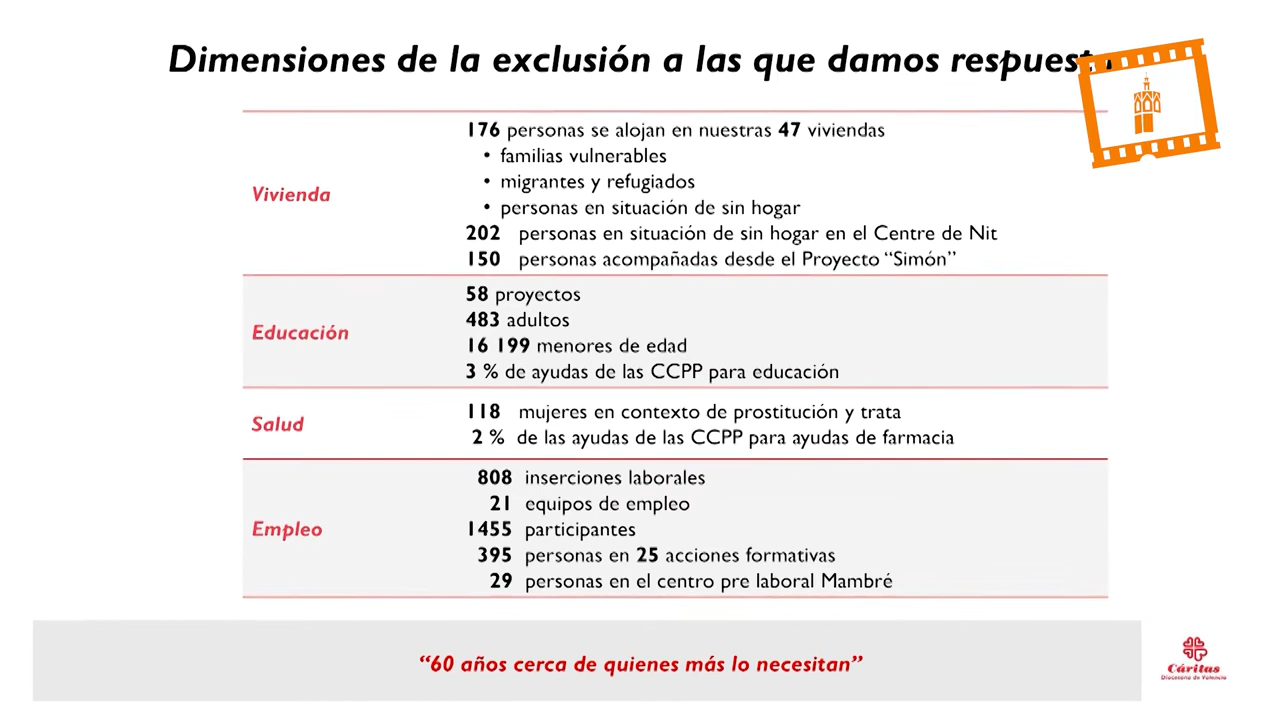 Dimensiones de la exclusión a las que damos respuest
176 personas se alojan en nuestras 47 viviendas
• familias vulnerables
• migrantes y refugiados
Vivienda
• personas en situación de sin hogar
202 personas en situación de sin hogar en el Centre de Nit
150 personas acompañadas desde el Proyecto “Simón”
58 proyectos
Educación
483 adultos
16 199 menores de edad
3 % de ayudas de las CCPP para educación
Salud
118 mujeres en contexto de prostitución y trata
2 % de las ayudas de las CCPP para ayudas de farmacia
808 inserciones laborales
21 equipos de empleo
Empleo
1455 participantes
395 personas en 25 acciones formativas
29 personas en el centro pre laboral Mambré
“60 años cerca de quienes más lo necesitan”
Cáritas
Diocesana de Valencia